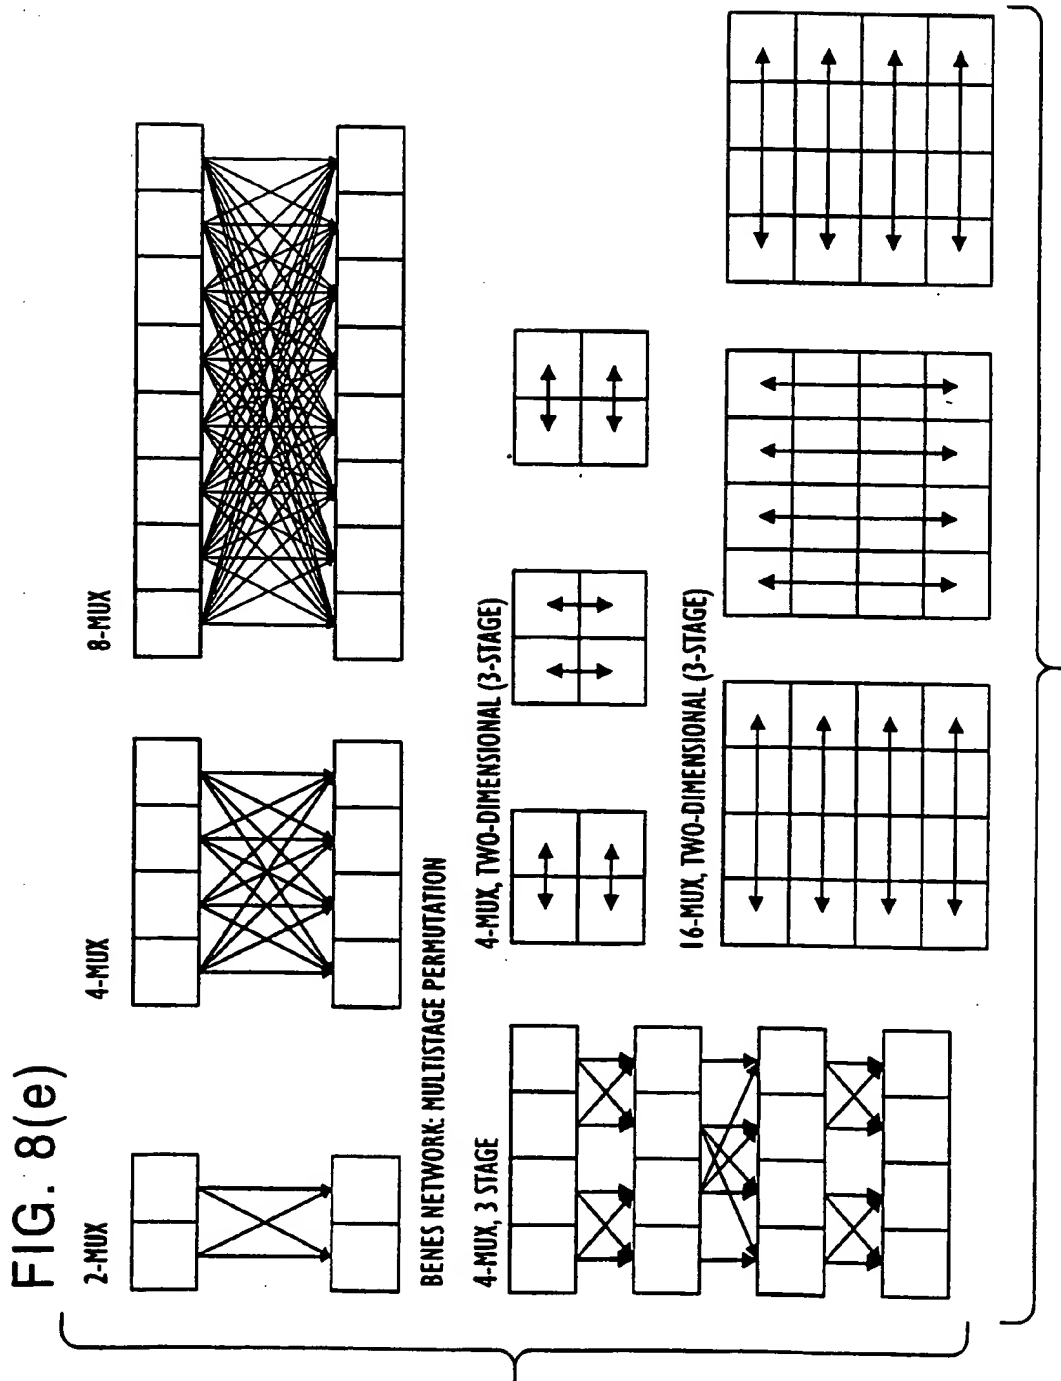 FIG. 8(e)
2-MUX
4-MUX
8-MUX
BENES NETWORK: MULTISTAGE PERMUTATION
4-MUX, 3 STAGE
4-MUX, TWO-DIMENSIONAL (3-STAGE)
16-MUX, TWO-DIMENSIONAL (3-STAGE)